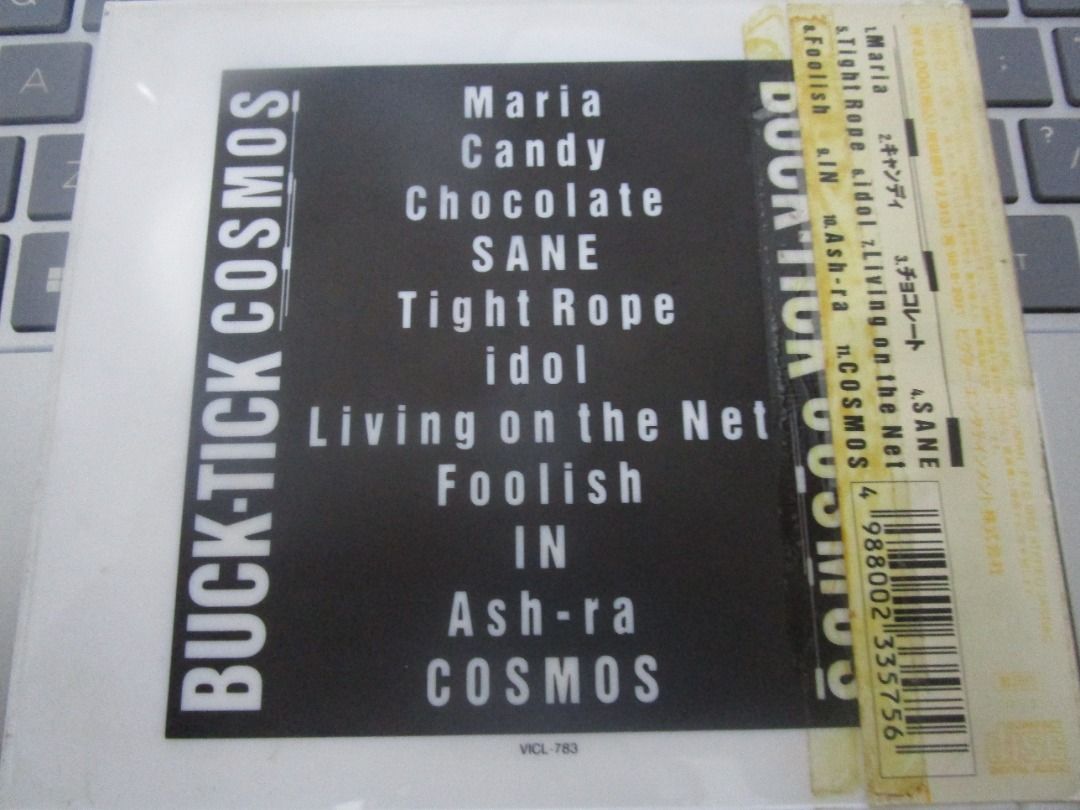 BUCK-TICK COSMOS
Maria
Candy
Chocolate
SANE
Tight Rope
idol
Living on the Net
Foolish
IN
Ash-ra
COSMOS
VICL-783
BUCK-TICK COSMOS
1.Maria 2.キャンディ 3.チョコレート 4.SANE
5.Tight Rope 6.idol 7.Living on the Net
8.Foolish 9.IN 10.Ash-ra 11.COSMOS
4 988002 335756
A
Z
?